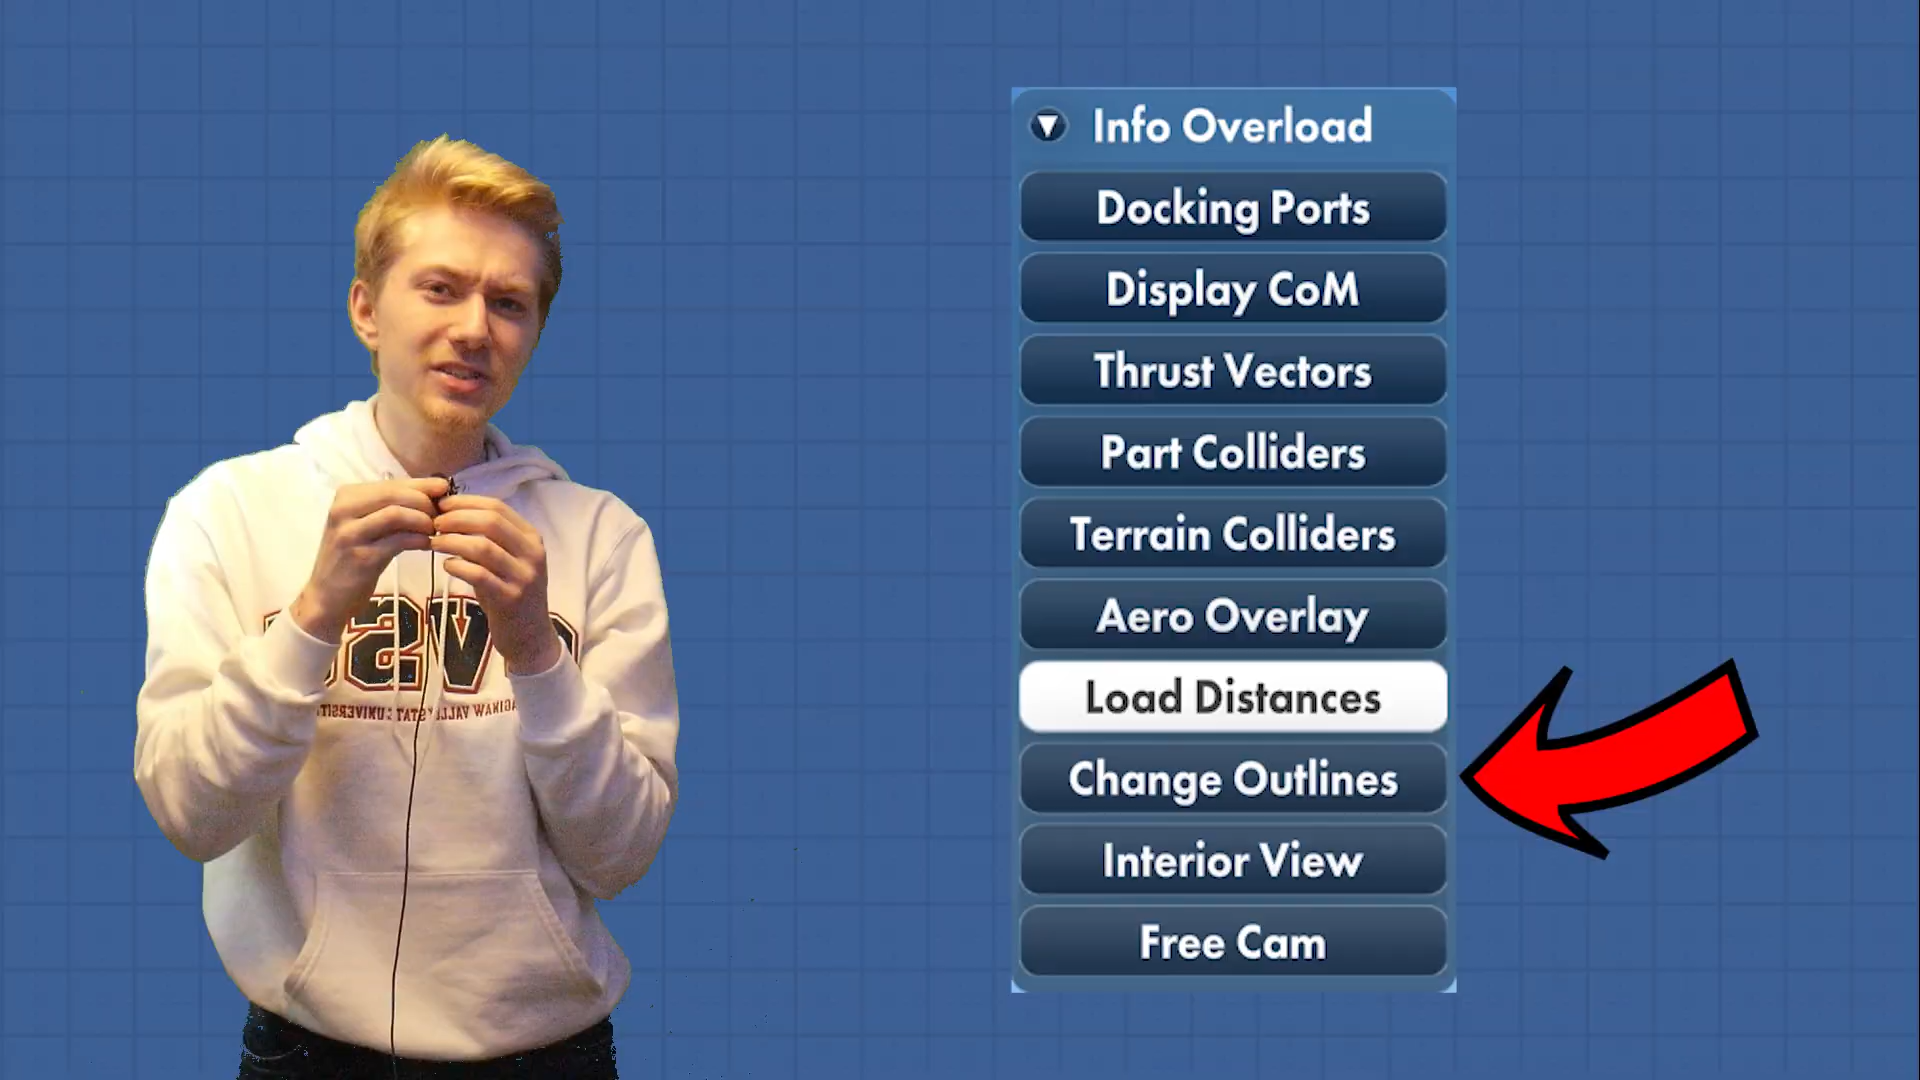 Info Overload
Docking Ports
Display CoM
Thrust Vectors
Part Colliders
Terrain Colliders
Aero Overlay
Load Distances
Change Outlines
Interior View
Free Cam